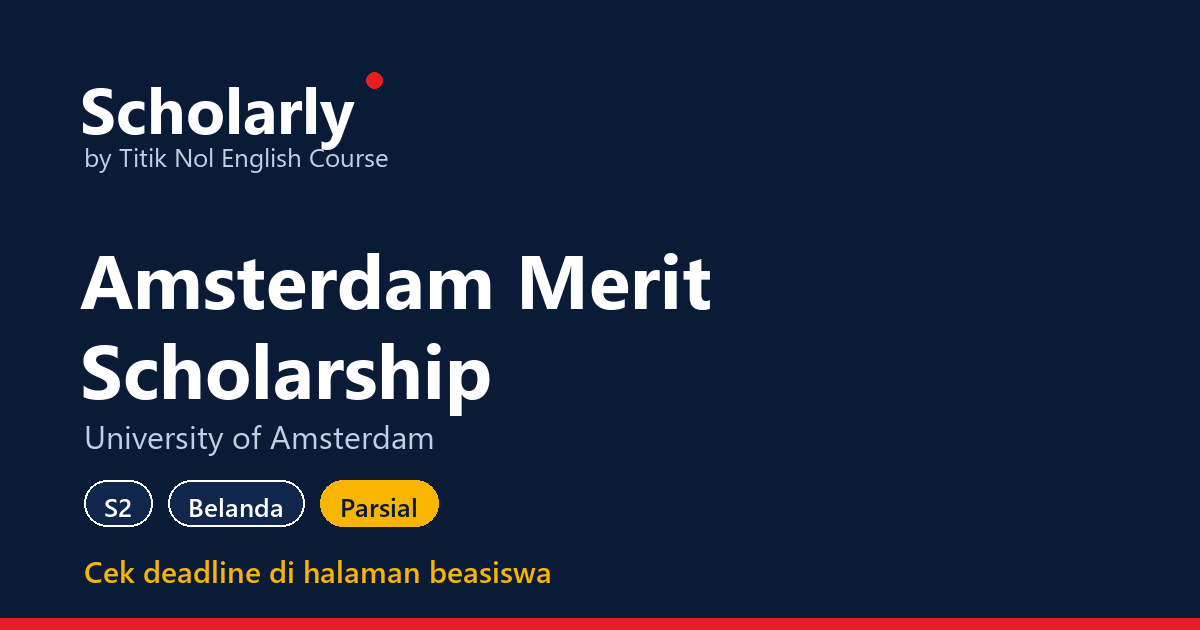 Scholarly
by Titik Nol English Course
Amsterdam Merit
Scholarship
University of Amsterdam
S2
Belanda
Parsial
Cek deadline di halaman beasiswa